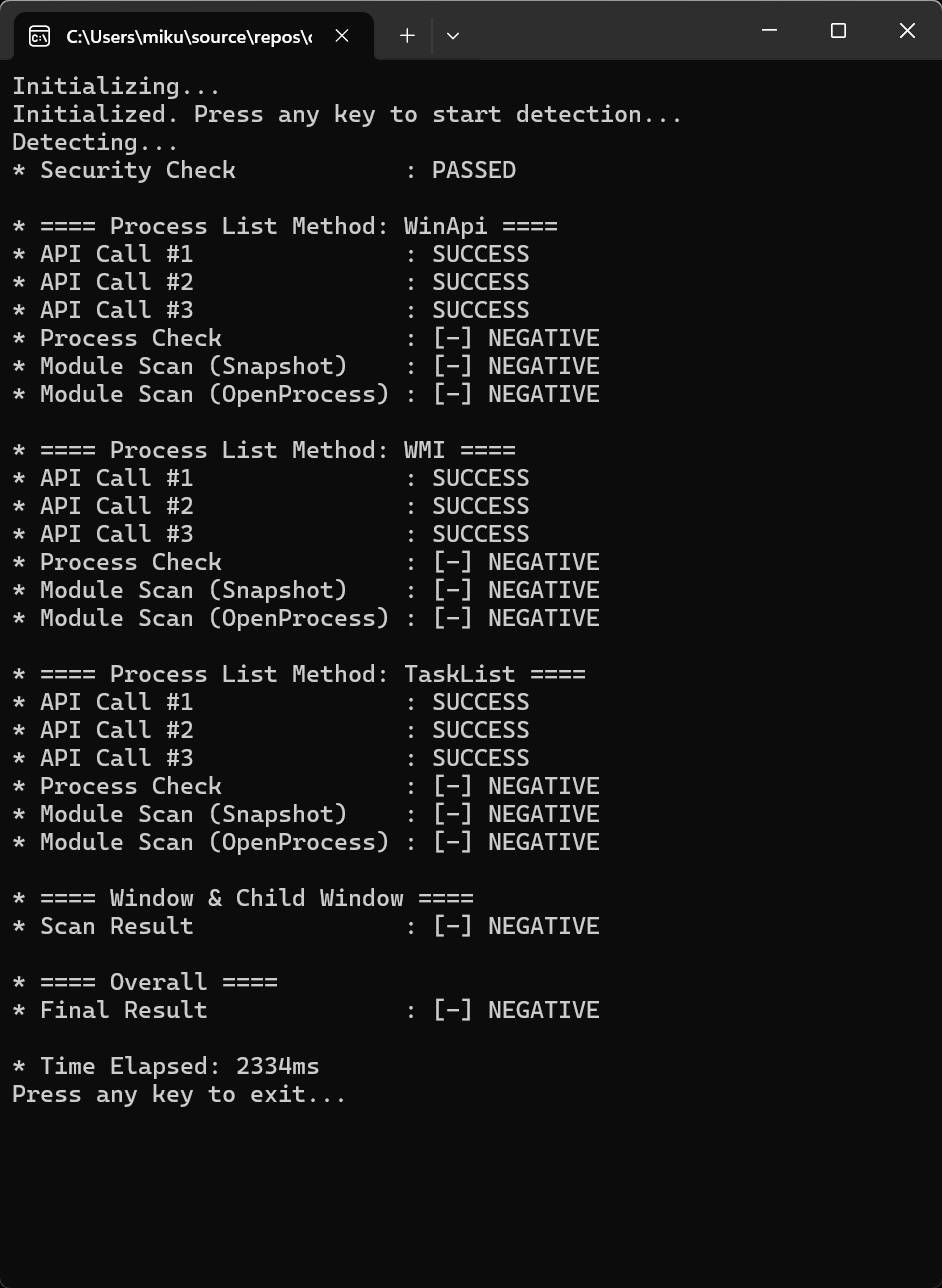 C:\Users\miku\source\repos\
Initializing...
Initialized. Press any key to start detection...
Detecting...
* Security Check            : PASSED

* ==== Process List Method: WinApi ====
* API Call #1               : SUCCESS
* API Call #2               : SUCCESS
* API Call #3               : SUCCESS
* Process Check             : [-] NEGATIVE
* Module Scan (Snapshot)    : [-] NEGATIVE
* Module Scan (OpenProcess) : [-] NEGATIVE

* ==== Process List Method: WMI ====
* API Call #1               : SUCCESS
* API Call #2               : SUCCESS
* API Call #3               : SUCCESS
* Process Check             : [-] NEGATIVE
* Module Scan (Snapshot)    : [-] NEGATIVE
* Module Scan (OpenProcess) : [-] NEGATIVE

* ==== Process List Method: TaskList ====
* API Call #1               : SUCCESS
* API Call #2               : SUCCESS
* API Call #3               : SUCCESS
* Process Check             : [-] NEGATIVE
* Module Scan (Snapshot)    : [-] NEGATIVE
* Module Scan (OpenProcess) : [-] NEGATIVE

* ==== Window & Child Window ====
* Scan Result               : [-] NEGATIVE

* ==== Overall ====
* Final Result              : [-] NEGATIVE

* Time Elapsed: 2334ms
Press any key to exit...